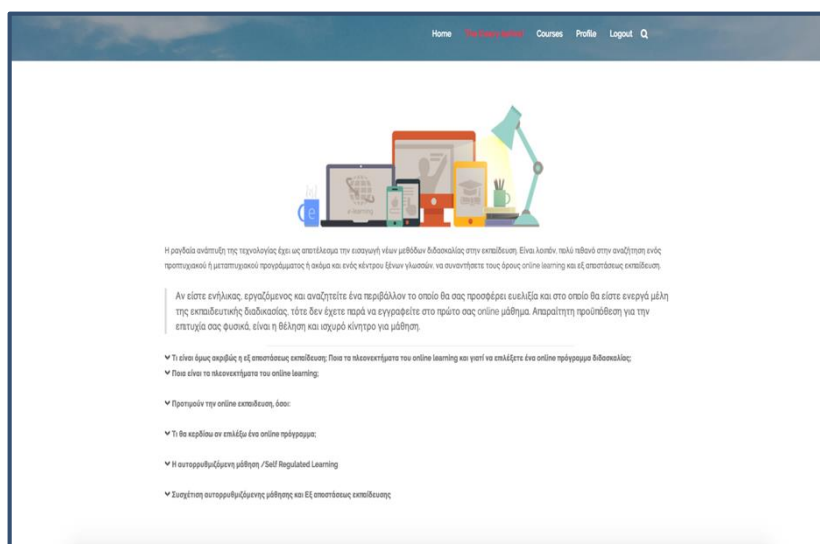 Home Courses Profile Logout
e
e-learning
Η ραγδαία ανάπτυξη της τεχνολογίας έχει ως αποτέλεσμα την εισαγωγή νέων μεθόδων διδασκαλίας στην εκπαίδευση. Είναι λοιπόν, πολύ πιθανό στην αναζήτηση ενός
προπτυχιακού ή μεταπτυχιακού προγράμματος ή ακόμα και ενός κέντρου ξένων γλωσσών, να συναντήσετε τους όρους online learning και εξ αποστάσεως εκπαίδευση.
Αν είστε ενήλικας, εργαζόμενος και αναζητείτε ένα περιβάλλον το οποίο θα σας προσφέρει ευελιξία και στο οποίο θα είστε ενεργά μέλη
της εκπαιδευτικής διαδικασίας, τότε δεν έχετε παρά να εγγραφείτε στο πρώτο σας online μάθημα. Απαραίτητη προϋπόθεση για την
επιτυχία σας φυσικά, είναι η θέληση και ισχυρό κίνητρο για μάθηση.
Τι είναι όμως ακριβώς η εξ αποστάσεως εκπαίδευση; Ποια τα πλεονεκτήματα του online learning και γιατί να επιλέξετε ένα online πρόγραμμα διδασκαλίας;
Ποια είναι τα πλεονεκτήματα του online learning;
Προτιμούν την online εκπαίδευση, όσοι:
Τι θα κερδίσω αν επιλέξω ένα online πρόγραμμα;
Η αυτορρυθμιζόμενη μάθηση /Self Regulated Learning
Συσχέτιση αυτορρυθμιζόμενης μάθησης και Εξ αποστάσεως εκπαίδευσης